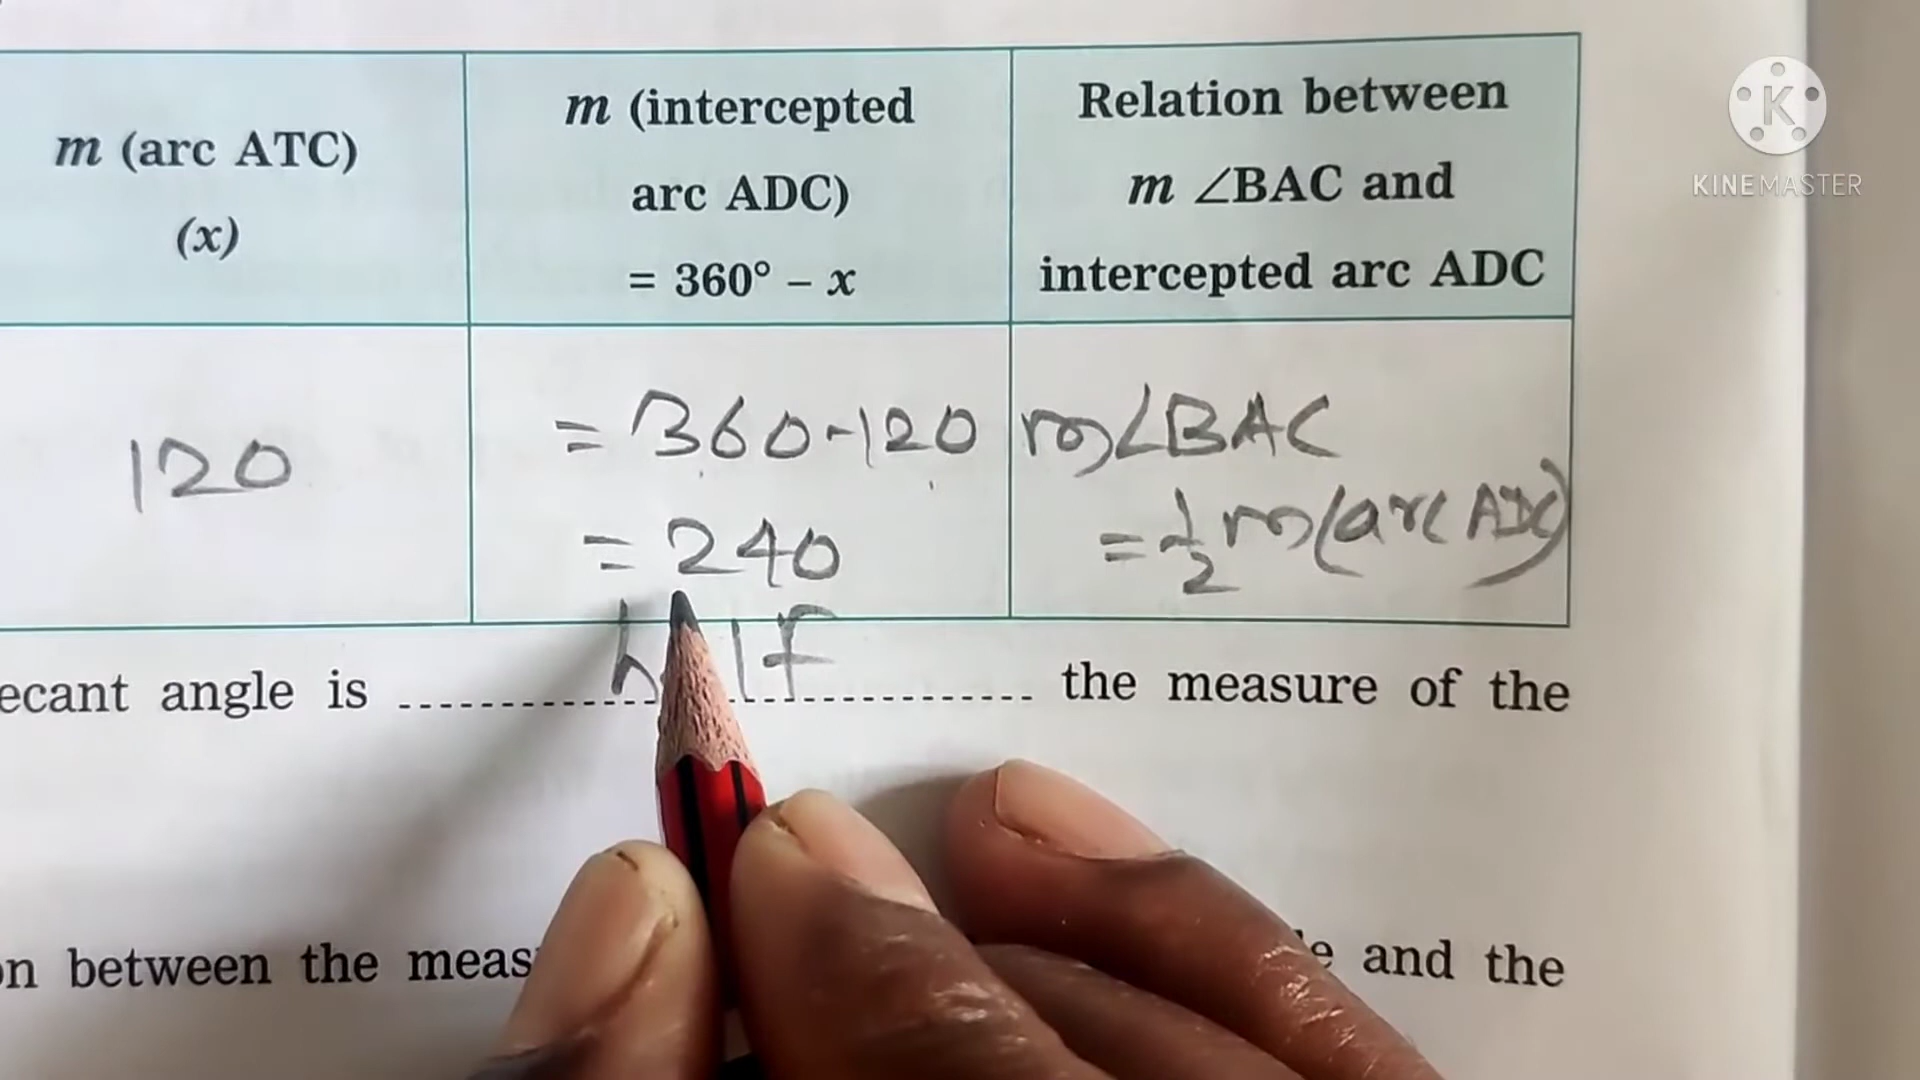 m (arc ATC)
(x)
m (intercepted
arc ADC)
= 360° – x
Relation between
m ∠BAC and
intercepted arc ADC
120
= 360-120
= 240
m∠BAC
= 1/2 m(arc ADC)
half
ecant angle is the measure of the
on between the meas e and the
K
KINEMASTER